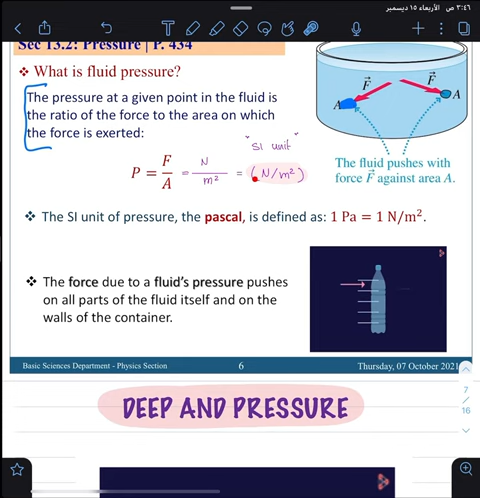 ٣:٤٦ ص الأربعاء ١٥ ديسمبر
Sec 13.2: Pressure | P. 434
❖ What is fluid pressure?
The pressure at a given point in the fluid is
the ratio of the force to the area on which
the force is exerted:
"SI unit"
P = F/A = N/m² = (N/m²)
F F
A A
The fluid pushes with
force F against area A.
❖ The SI unit of pressure, the pascal, is defined as: 1 Pa = 1 N/m².
❖ The force due to a fluid's pressure pushes
on all parts of the fluid itself and on the
walls of the container.
Basic Sciences Department - Physics Section 6 Thursday, 07 October 2021
7
/
16
DEEP AND PRESSURE